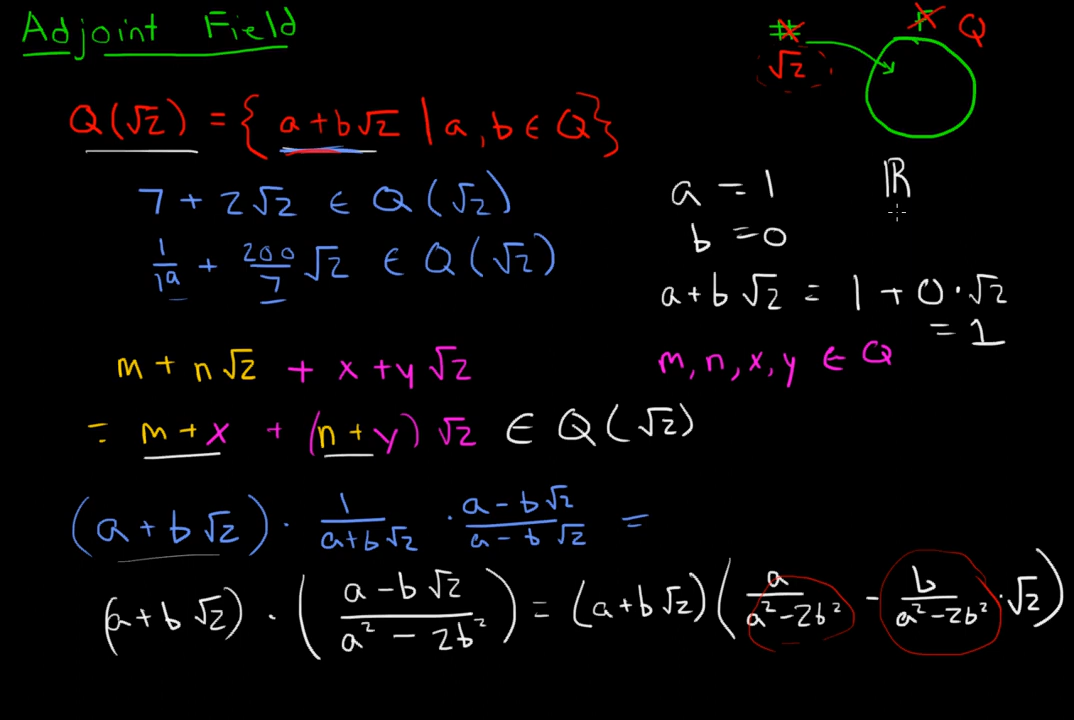 Adjoint Field
# F Q
√2
Q(√2) = { a+b√2 | a, b ∈ Q }
a = 1 ℝ
7 + 2√2 ∈ Q(√2)
b = 0
1/19 + 200/7 √2 ∈ Q(√2)
a+b√2 = 1 + 0·√2
= 1
m + n√2 + x + y√2 m, n, x, y ∈ Q
= m+x + (n+y)√2 ∈ Q(√2)
(a+b√2) · 1/(a+b√2) · (a-b√2)/(a-b√2) =
(a+b√2) · ((a-b√2)/(a²-2b²)) = (a+b√2)(a/(a²-2b²) - b/(a²-2b²)·√2)